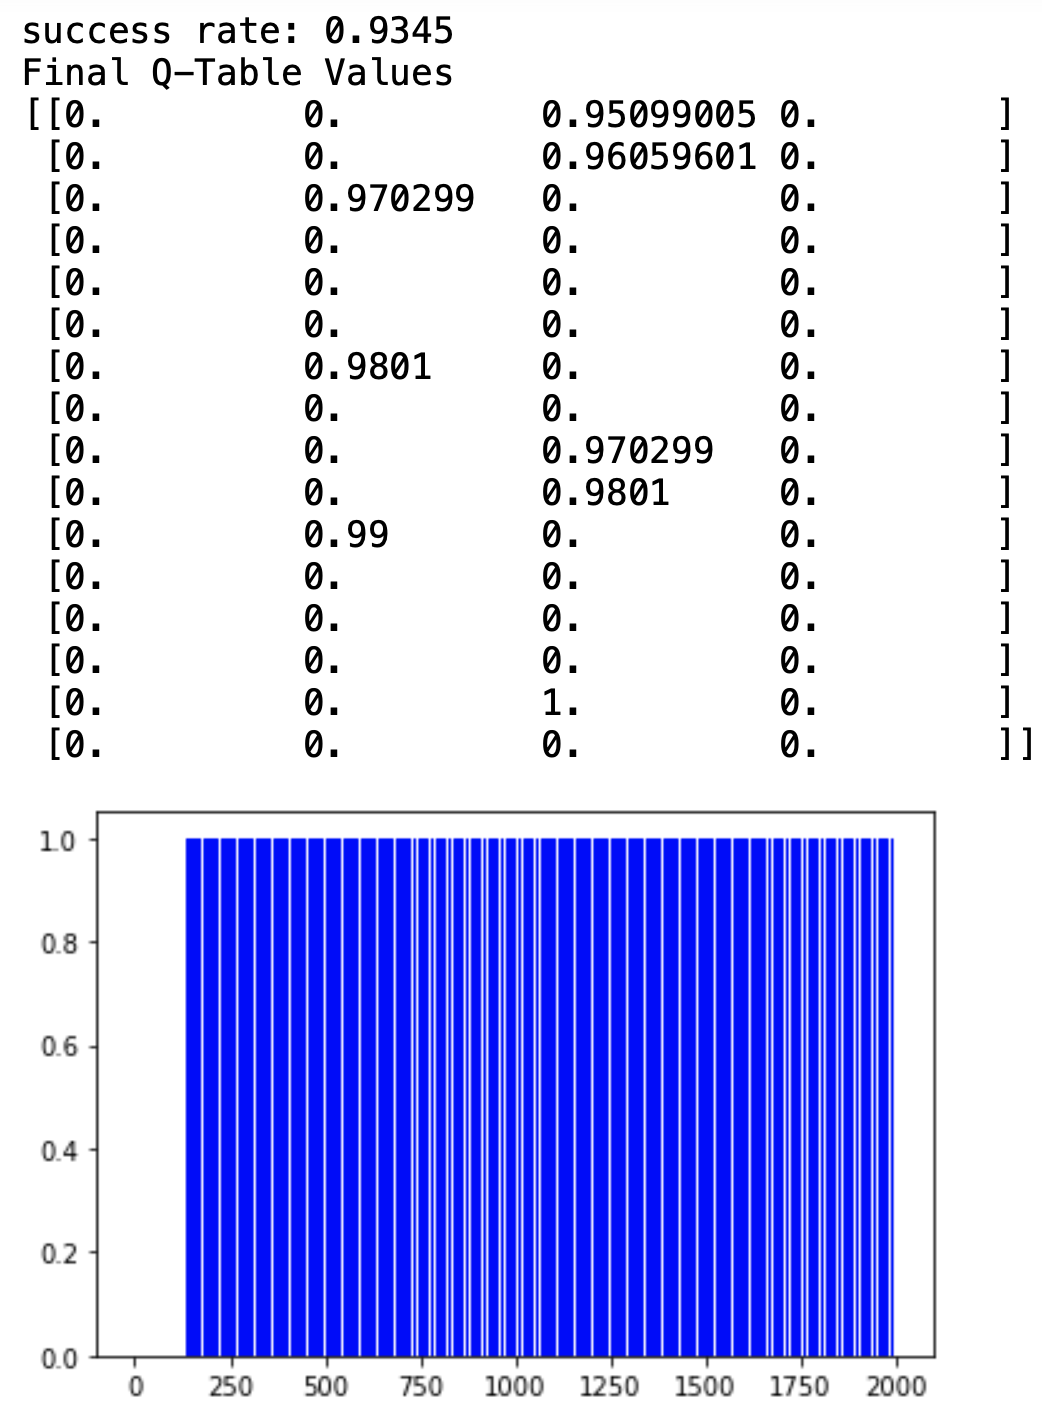 success rate: 0.9345
Final Q-Table Values
[[0. 0. 0.95099005 0. ]
[0. 0. 0.96059601 0. ]
[0. 0.970299 0. 0. ]
[0. 0. 0. 0. ]
[0. 0. 0. 0. ]
[0. 0. 0. 0. ]
[0. 0.9801 0. 0. ]
[0. 0. 0. 0. ]
[0. 0. 0.970299 0. ]
[0. 0. 0.9801 0. ]
[0. 0.99 0. 0. ]
[0. 0. 0. 0. ]
[0. 0. 0. 0. ]
[0. 0. 0. 0. ]
[0. 0. 1. 0. ]
[0. 0. 0. 0. ]]
1.0
0.8
0.6
0.4
0.2
0.0
0 250 500 750 1000 1250 1500 1750 2000